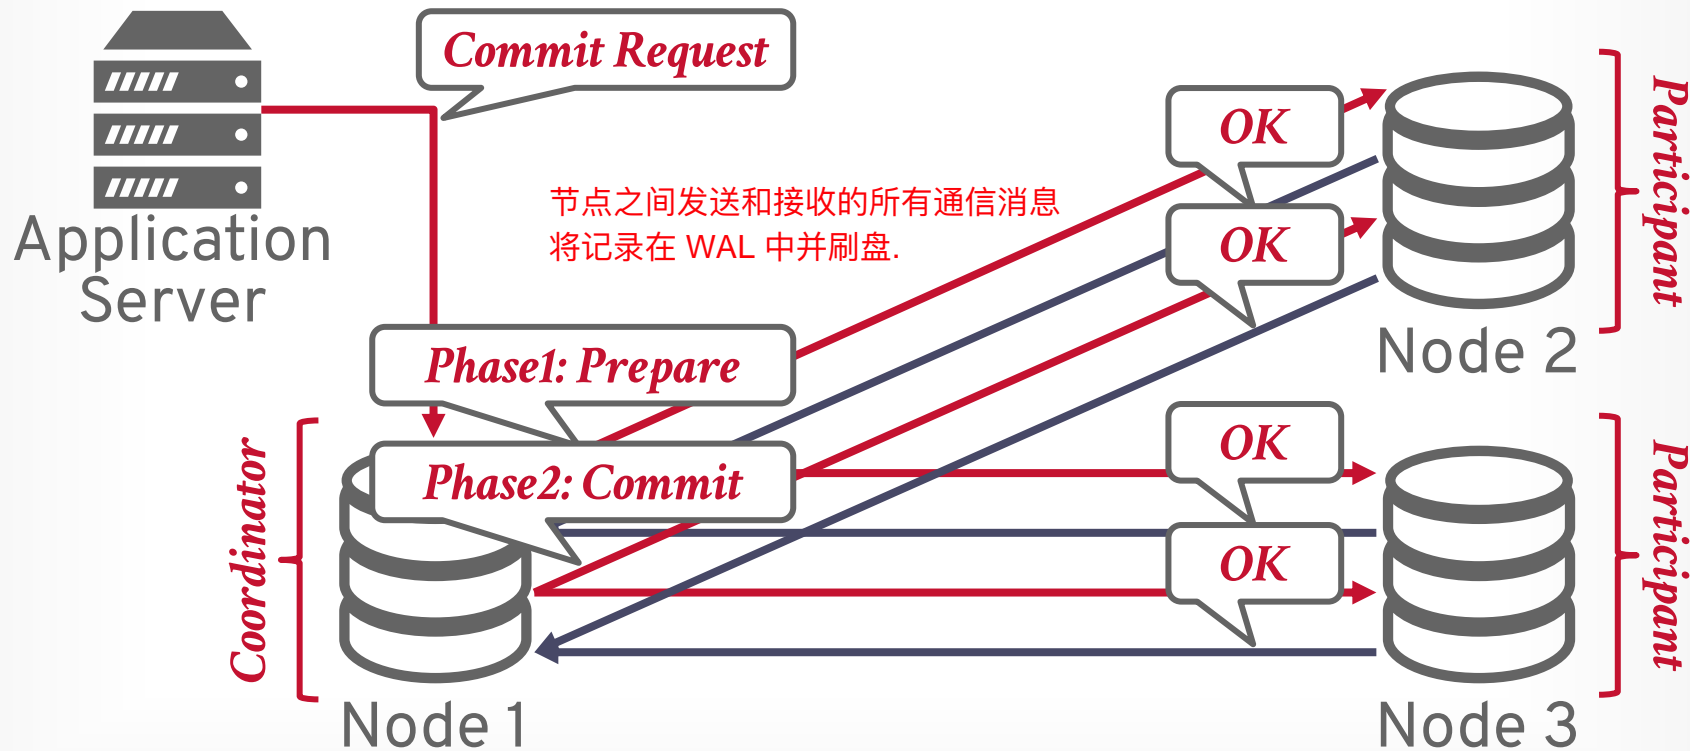 Commit Request
Application
Server
节点之间发送和接收的所有通信消息
将记录在 WAL 中并刷盘.
OK
OK
Participant
Node 2
Phase1: Prepare
Phase2: Commit
Coordinator
Node 1
OK
OK
Participant
Node 3